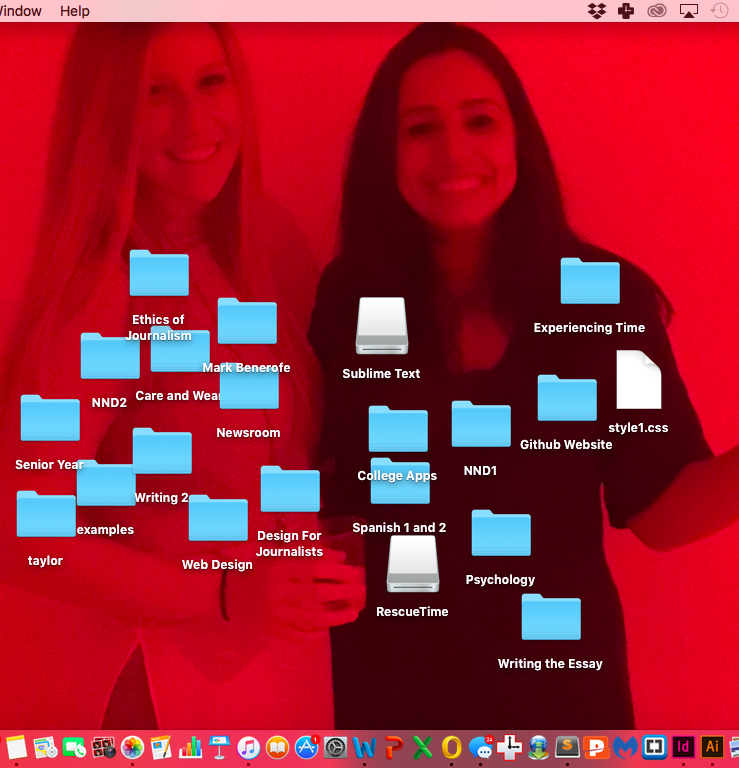 Window Help
Ethics of
Journalism
Mark Benerofe
Experiencing Time
Sublime Text
NND2
Care and Wear
Newsroom
style1.css
Github Website
Senior Year
College Apps
NND1
Writing 2
examples
Spanish 1 and 2
Design For
Journalists
taylor
Web Design
Psychology
RescueTime
Writing the Essay
1
24
Id
Ai